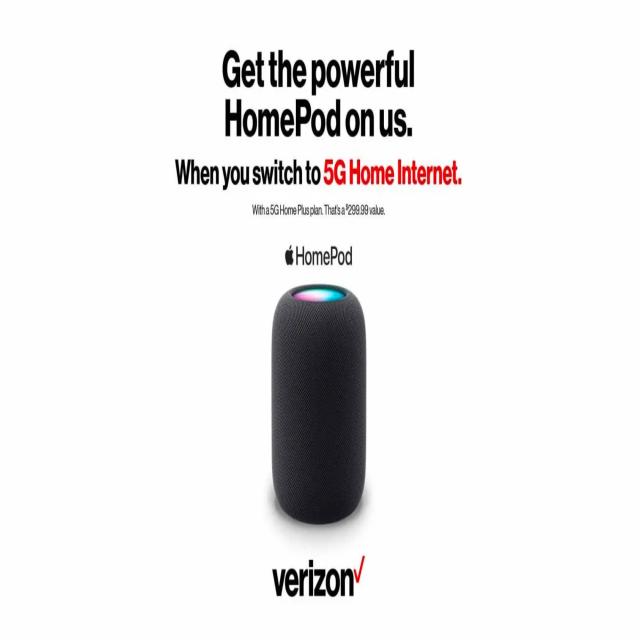 Get the powerful
HomePod on us.
When you switch to 5G Home Internet.
With a 5G Home Plus plan. That's a $299.99 value.
HomePod
verizon